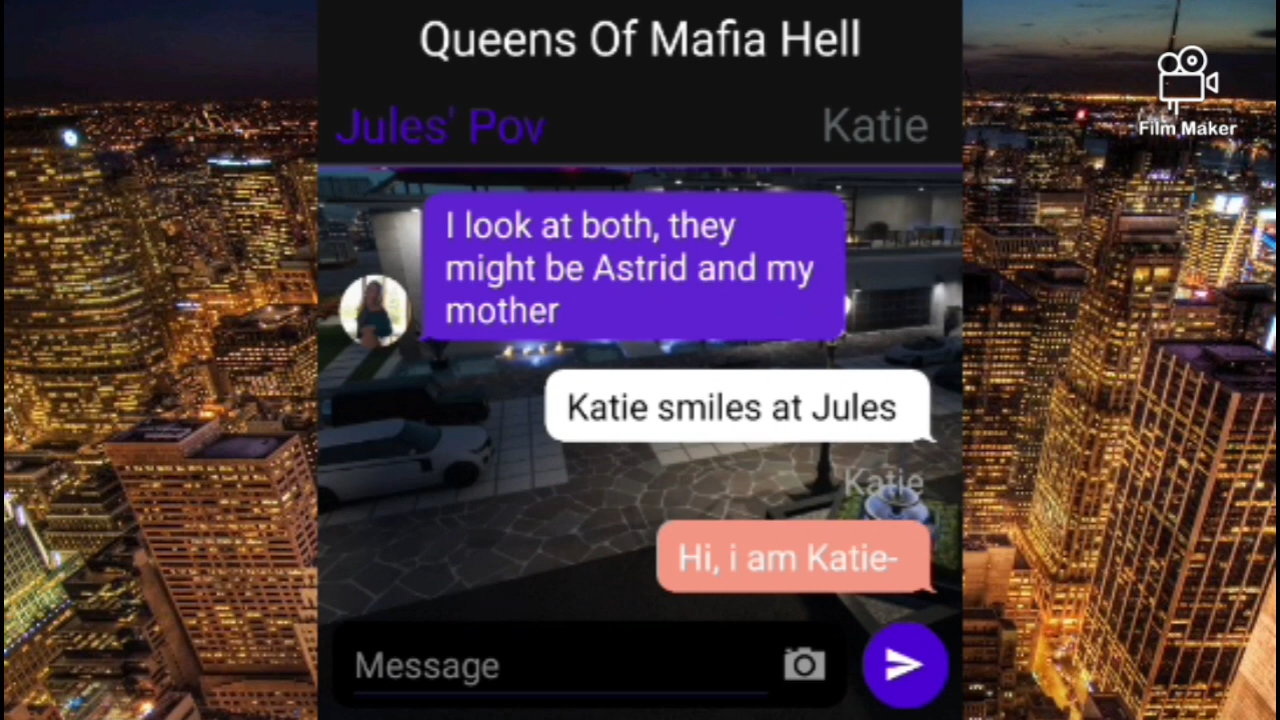 Queens Of Mafia Hell
Jules' Pov
Katie
Film Maker
I look at both, they
might be Astrid and my
mother
Katie smiles at Jules
Katie
Hi, i am Katie-
Message